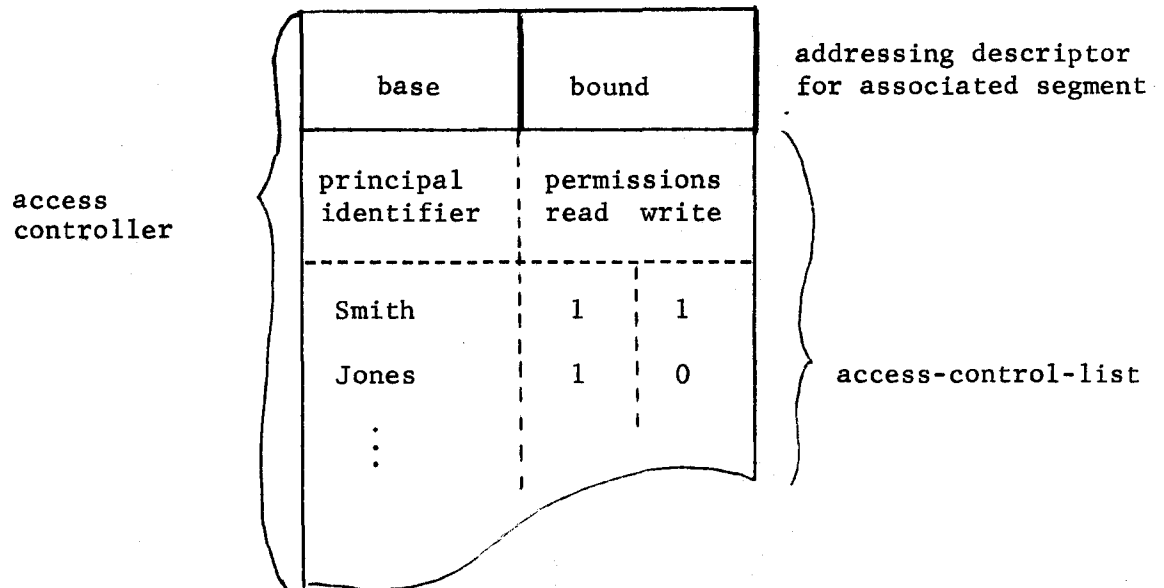 addressing descriptor
for associated segment
base bound
access
controller
principal permissions
identifier read write
Smith 1 1
Jones 1 0
access-control-list